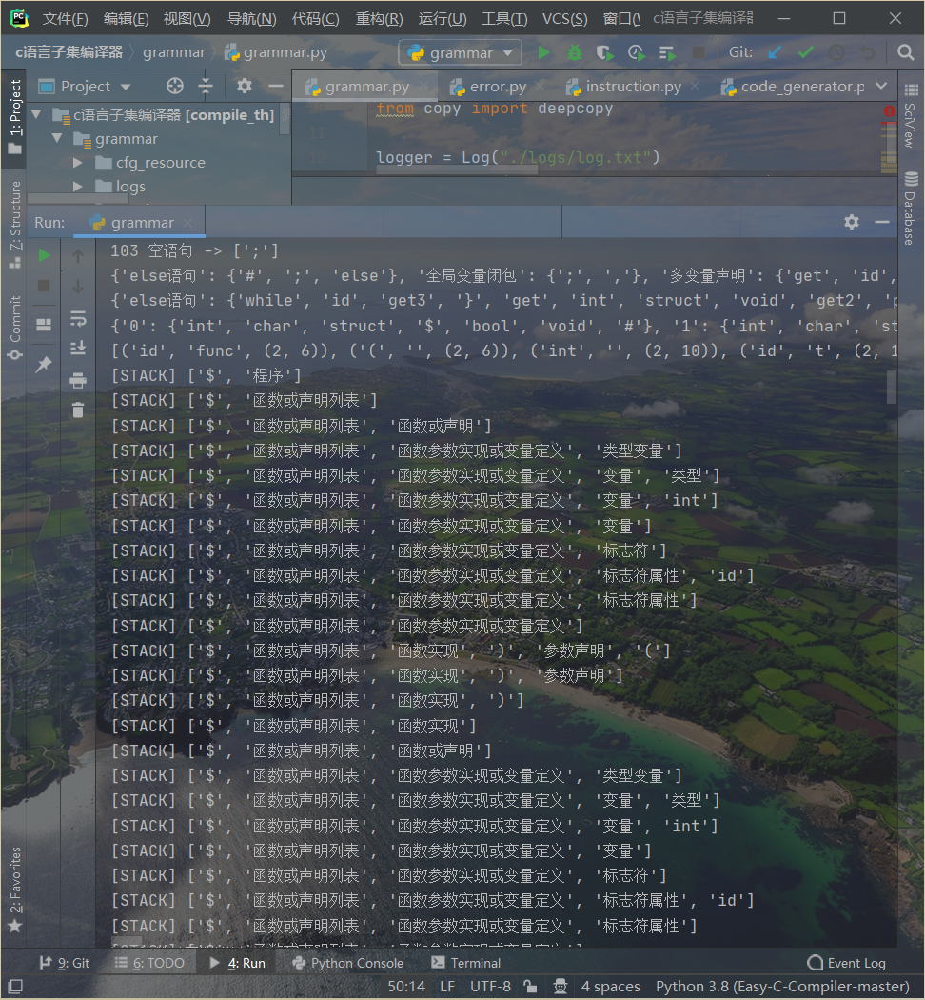 PC 文件(F) 编辑(E) 视图(V) 导航(N) 代码(C) 重构(R) 运行(U) 工具(T) VCS(S) 窗口(\ c语言子集编译器
c语言子集编译器 grammar grammar.py grammar Git:
1: Project
Project
grammar.py error.py instruction.py code_generator.p
c语言子集编译器 [compile_th]
from copy import deepcopy
grammar
11
12 logger = Log("./logs/log.txt")
cfg_resource
logs
SciView
Database
Z: Structure
Commit
2: Favorites
Run: grammar
103 空语句 -> [';']
{'else语句': {'#', ';', 'else'}, '全局变量闭包': {';', ','}, '多变量声明': {'get', 'id',
{'else语句': {'while', 'id', 'get3', '}', 'get', 'int', 'struct', 'void', 'get2',
{'0': {'int', 'char', 'struct', '$', 'bool', 'void', '#'}, '1': {'int', 'char', 'st
[('id', 'func', (2, 6)), ('(', '', (2, 6)), ('int', '', (2, 10)), ('id', 't', (2, 1
[STACK] ['$', '程序']
[STACK] ['$', '函数或声明列表']
[STACK] ['$', '函数或声明列表', '函数或声明']
[STACK] ['$', '函数或声明列表', '函数参数实现或变量定义', '类型变量']
[STACK] ['$', '函数或声明列表', '函数参数实现或变量定义', '变量', '类型']
[STACK] ['$', '函数或声明列表', '函数参数实现或变量定义', '变量', 'int']
[STACK] ['$', '函数或声明列表', '函数参数实现或变量定义', '变量']
[STACK] ['$', '函数或声明列表', '函数参数实现或变量定义', '标志符']
[STACK] ['$', '函数或声明列表', '函数参数实现或变量定义', '标志符属性', 'id']
[STACK] ['$', '函数或声明列表', '函数参数实现或变量定义', '标志符属性']
[STACK] ['$', '函数或声明列表', '函数参数实现或变量定义']
[STACK] ['$', '函数或声明列表', '函数实现', ')', '参数声明', '(']
[STACK] ['$', '函数或声明列表', '函数实现', ')', '参数声明']
[STACK] ['$', '函数或声明列表', '函数实现', ')']
[STACK] ['$', '函数或声明列表', '函数实现']
[STACK] ['$', '函数或声明列表', '函数或声明']
[STACK] ['$', '函数或声明列表', '函数参数实现或变量定义', '类型变量']
[STACK] ['$', '函数或声明列表', '函数参数实现或变量定义', '变量', '类型']
[STACK] ['$', '函数或声明列表', '函数参数实现或变量定义', '变量', 'int']
[STACK] ['$', '函数或声明列表', '函数参数实现或变量定义', '变量']
[STACK] ['$', '函数或声明列表', '函数参数实现或变量定义', '标志符']
[STACK] ['$', '函数或声明列表', '函数参数实现或变量定义', '标志符属性', 'id']
[STACK] ['$', '函数或声明列表', '函数参数实现或变量定义', '标志符属性']
9: Git 6: TODO 4: Run Python Console Terminal Event Log
50:14 LF UTF-8 4 spaces Python 3.8 (Easy-C-Compiler-master)